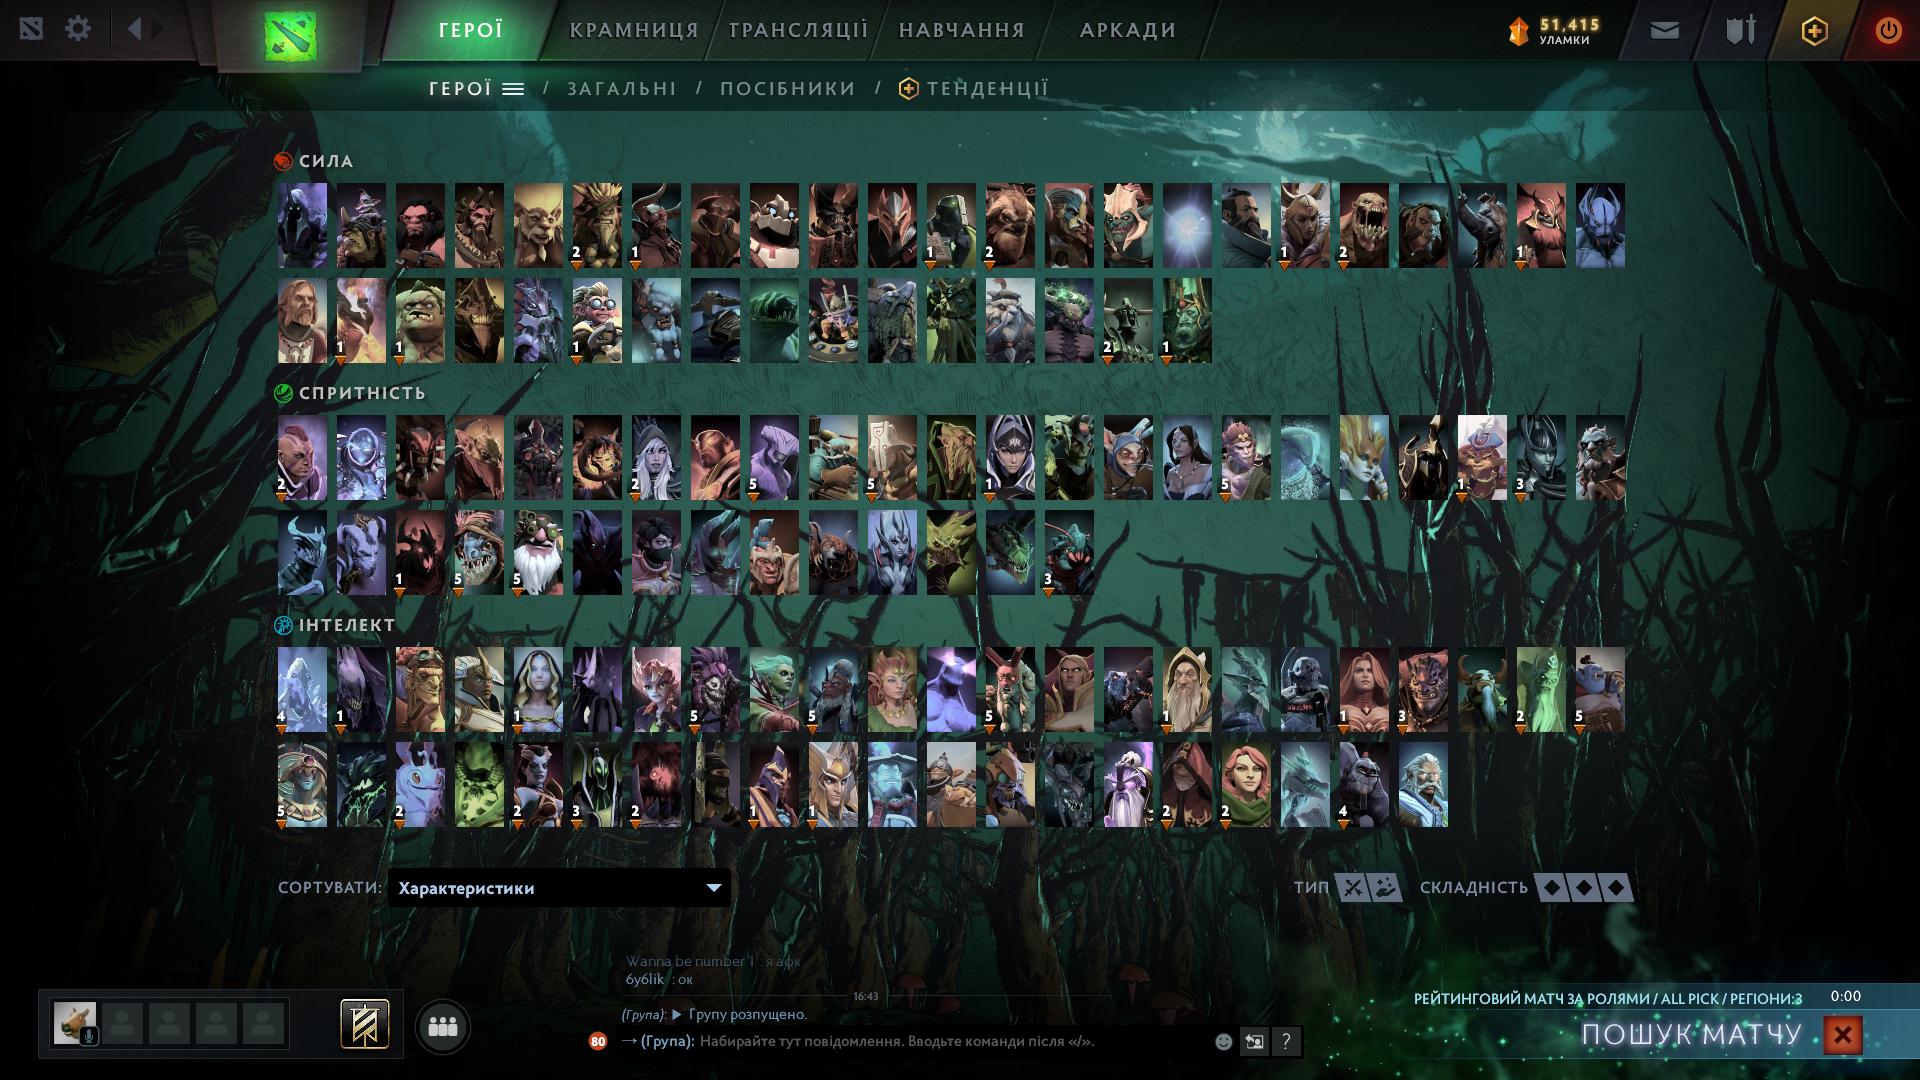 ГЕРОЇ КРАМНИЦЯ ТРАНСЛЯЦІЇ НАВЧАННЯ АРКАДИ
51,415
УЛАМКИ
ГЕРОЇ / ЗАГАЛЬНІ / ПОСІБНИКИ / ТЕНДЕНЦІЇ
СИЛА
2 1 1 2 1 2 1
1 1 1 2 1
СПРИТНІСТЬ
2 2 5 5 1 5 1 3
1 5 5 3
ІНТЕЛЕКТ
4 1 1 5 5 5 1 1 3 2 5
5 2 2 3 2 1 1 2 2 4
СОРТУВАТИ: Характеристики
ТИП СКЛАДНІСТЬ
Wanna be number 1 : я афк
6y6lik : ок
16:43
(Група): Групу розпущено.
80 → (Група): Набирайте тут повідомлення. Вводьте команди після «/».
?
РЕЙТИНГОВИЙ МАТЧ ЗА РОЛЯМИ / ALL PICK / РЕГІОНИ:3 0:00
ПОШУК МАТЧУ